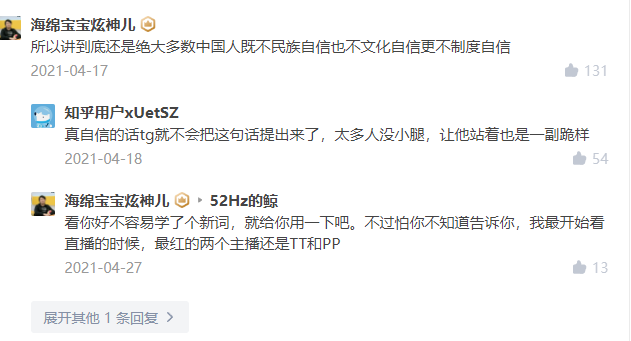 海绵宝宝炫神儿
所以讲到底还是绝大多数中国人既不民族自信也不文化自信更不制度自信
2021-04-17 131
知乎用户xUetSZ
真自信的话tg就不会把这句话提出来了，太多人没小腿，让他站着也是一副跪样
2021-04-18 54
海绵宝宝炫神儿 52Hz的鲸
看你好不容易学了个新词，就给你用一下吧。不过怕你不知道告诉你，我最开始看
直播的时候，最红的两个主播还是TT和PP
2021-04-27 13
展开其他 1 条回复